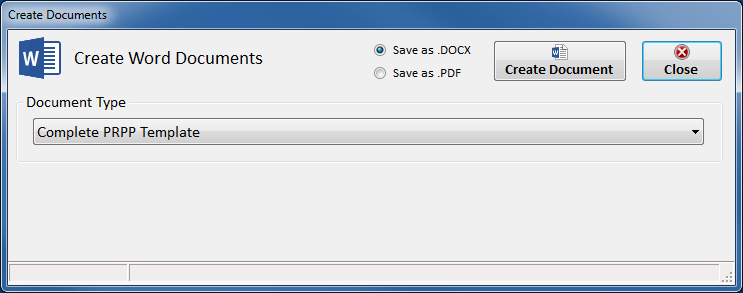 Create Documents
W
Create Word Documents
Save as .DOCX
Save as .PDF
Create Document
Close
Document Type
Complete PRPP Template